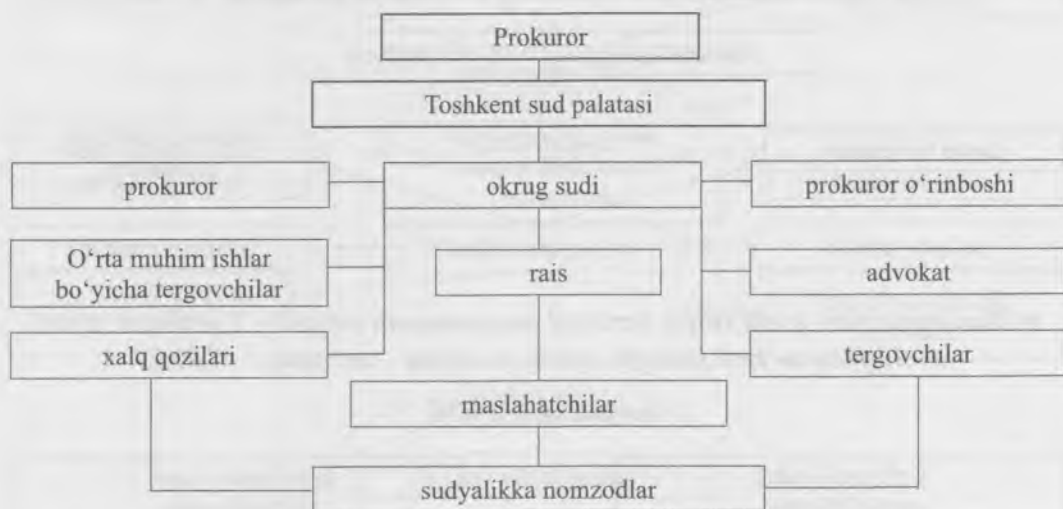 Prokuror
Toshkent sud palatasi
prokuror
okrug sudi
prokuror o‘rinboshi
O‘rta muhim ishlar
bo‘yicha tergovchilar
rais
advokat
xalq qozilari
tergovchilar
maslahatchilar
sudyalikka nomzodlar